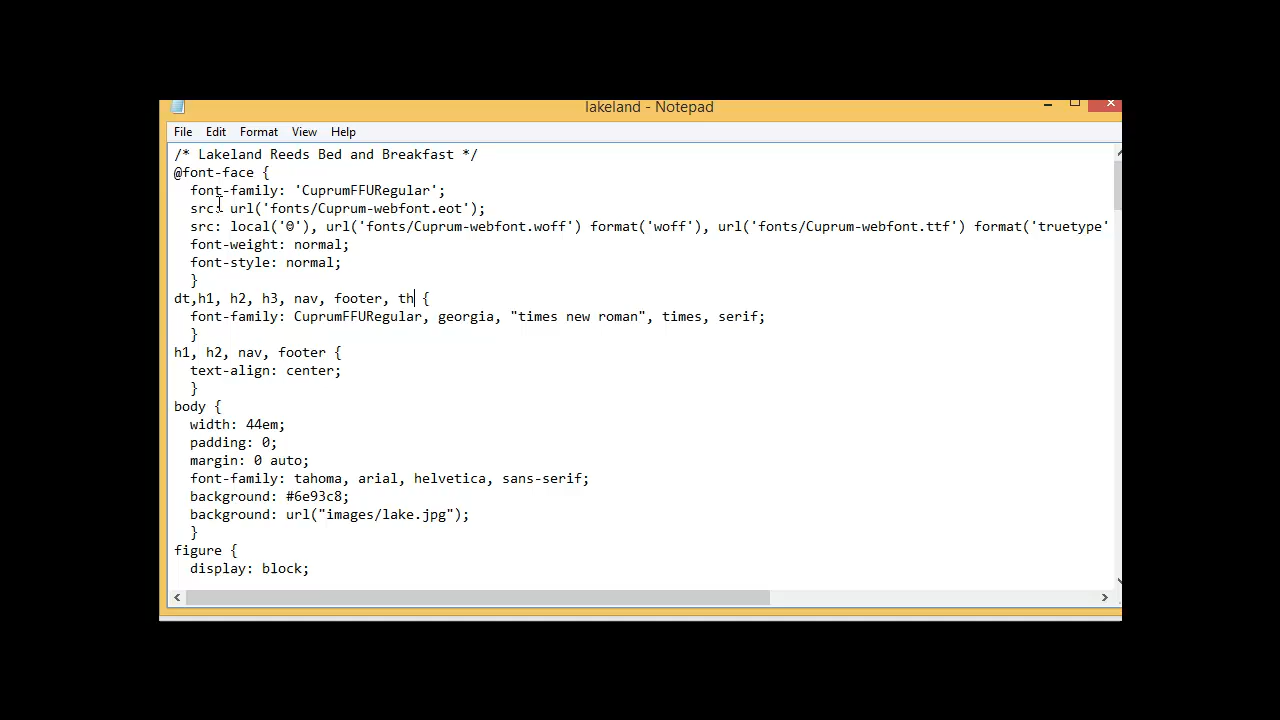 lakeland - Notepad
File Edit Format View Help
/* Lakeland Reeds Bed and Breakfast */
@font-face {
  font-family: 'CuprumFFURegular';
  src: url('fonts/Cuprum-webfont.eot');
  src: local('☺'), url('fonts/Cuprum-webfont.woff') format('woff'), url('fonts/Cuprum-webfont.ttf') format('truetype'
  font-weight: normal;
  font-style: normal;
  }
dt,h1, h2, h3, nav, footer, th {
  font-family: CuprumFFURegular, georgia, "times new roman", times, serif;
  }
h1, h2, nav, footer {
  text-align: center;
  }
body {
  width: 44em;
  padding: 0;
  margin: 0 auto;
  font-family: tahoma, arial, helvetica, sans-serif;
  background: #6e93c8;
  background: url("images/lake.jpg");
  }
figure {
  display: block;